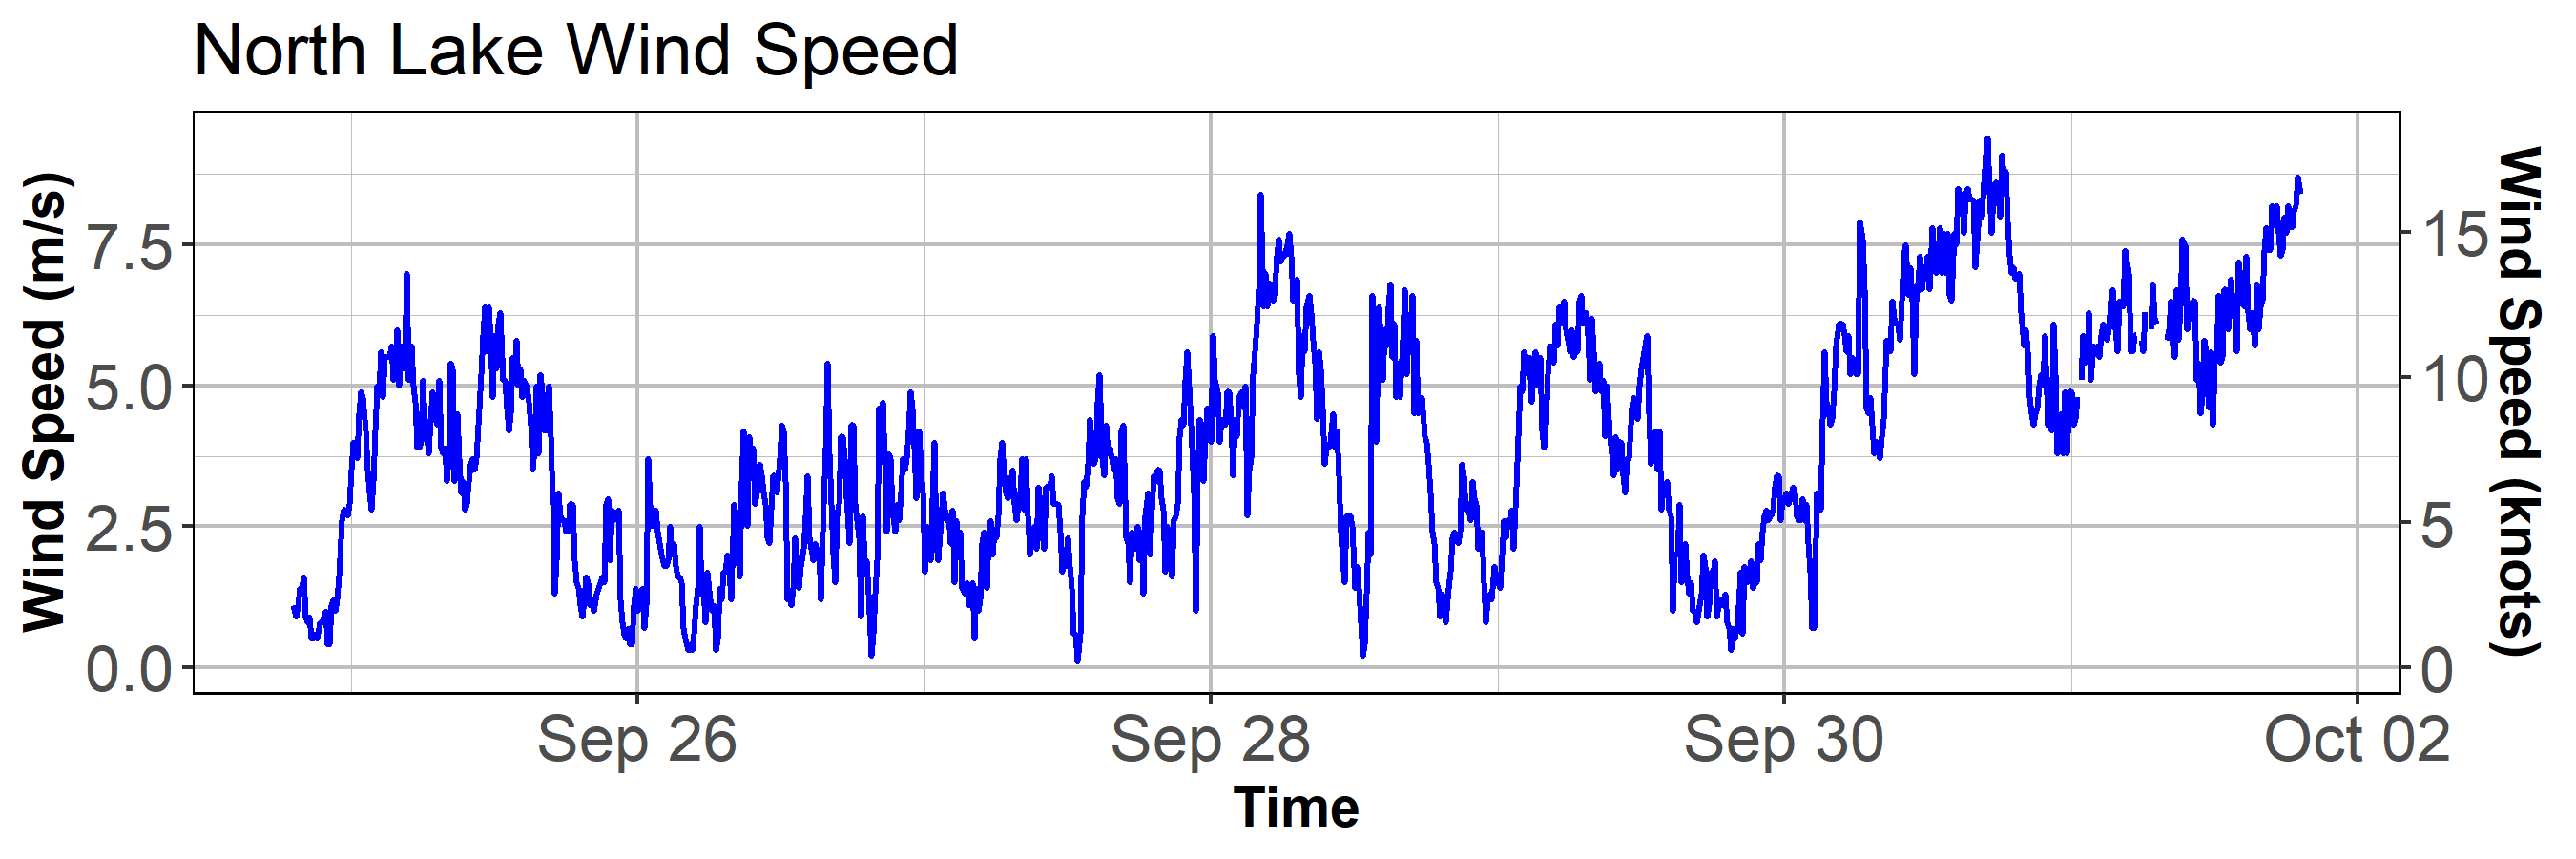 North Lake Wind Speed
Wind Speed (m/s)
7.5
5.0
2.5
0.0
Wind Speed (knots)
15
10
5
0
Sep 26
Sep 28
Sep 30
Oct 02
Time